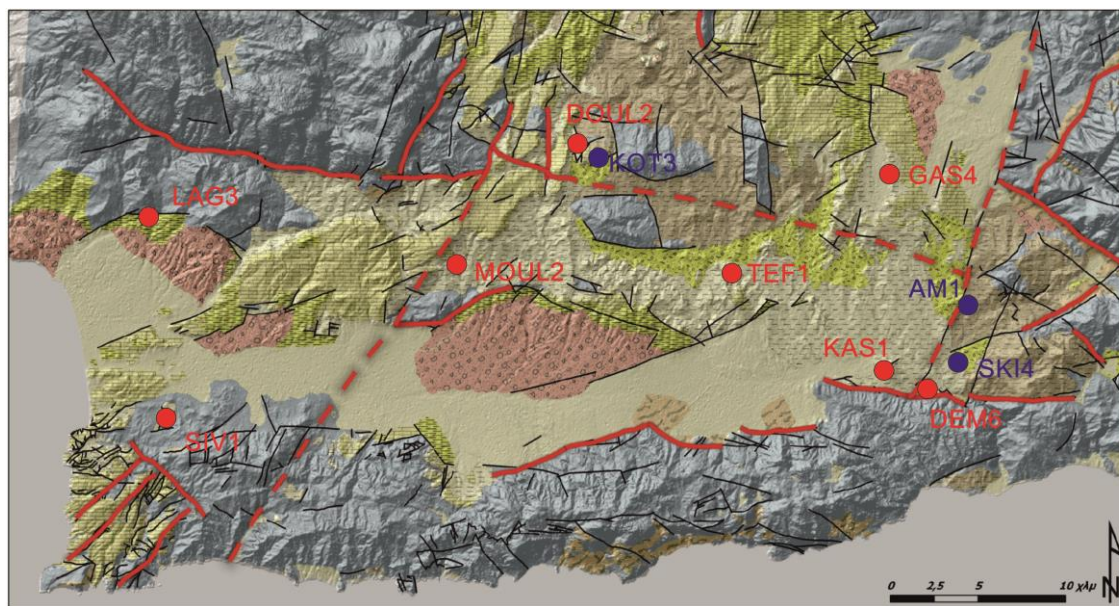 DOUL2
KOT3
GAS4
LAG3
MOUL2
TEF1
AM1
KAS1
SKI4
DEM6
SIV1
0 2,5 5 10 χλμ
N